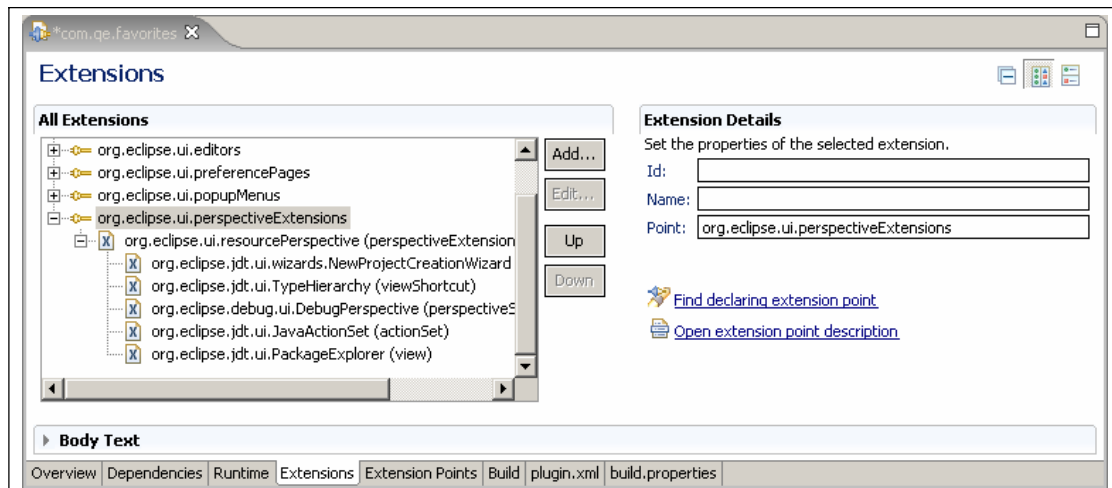 *com.qe.favorites
Extensions
All Extensions
org.eclipse.ui.editors
org.eclipse.ui.preferencePages
org.eclipse.ui.popupMenus
org.eclipse.ui.perspectiveExtensions
org.eclipse.ui.resourcePerspective (perspectiveExtension
org.eclipse.jdt.ui.wizards.NewProjectCreationWizard
org.eclipse.jdt.ui.TypeHierarchy (viewShortcut)
org.eclipse.debug.ui.DebugPerspective (perspectiveS
org.eclipse.jdt.ui.JavaActionSet (actionSet)
org.eclipse.jdt.ui.PackageExplorer (view)
Add...
Edit...
Up
Down
Extension Details
Set the properties of the selected extension.
Id:
Name:
Point: org.eclipse.ui.perspectiveExtensions
Find declaring extension point
Open extension point description
Body Text
Overview Dependencies Runtime Extensions Extension Points Build plugin.xml build.properties